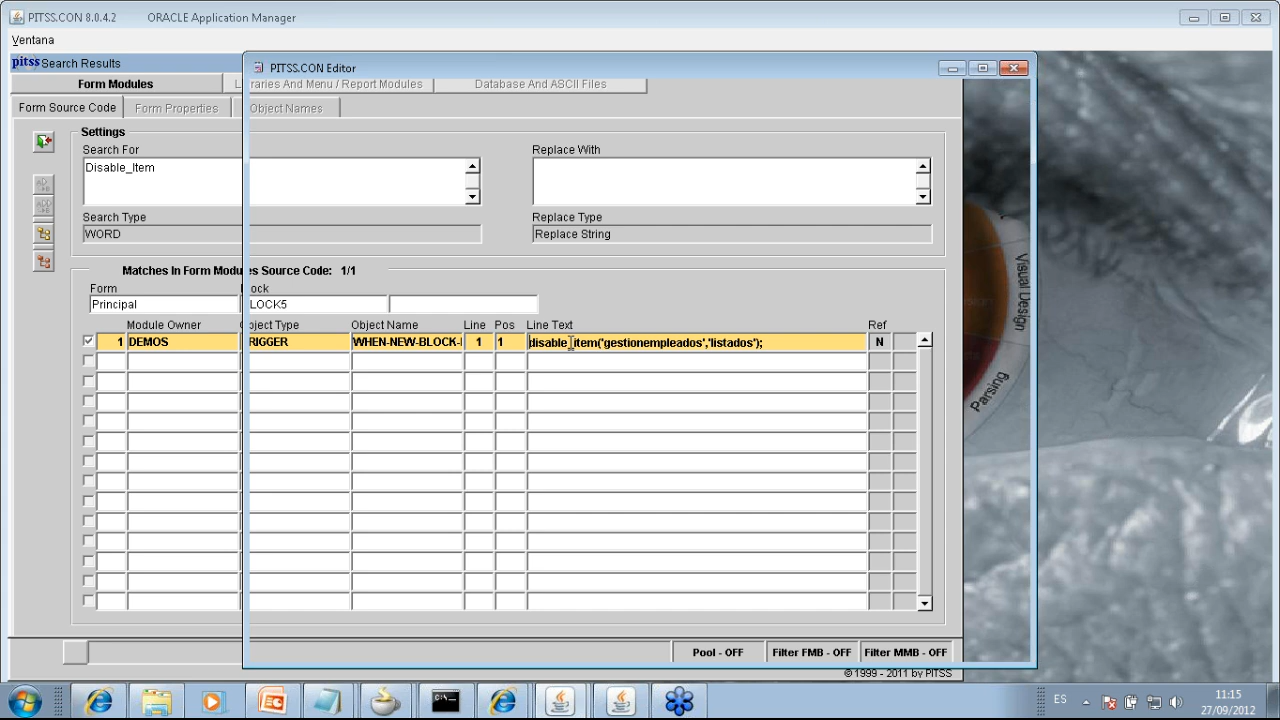 PITSS.CON 8.0.4.2 ORACLE Application Manager
Ventana
pitss Search Results
PITSS.CON Editor
Form Modules
raries And Menu / Report Modules
Database And ASCII Files
Form Source Code
Form Properties
Object Names
Settings
Search For
Replace With
Disable_Item
Search Type
Replace Type
WORD
Replace String
Matches In Form Modules Source Code: 1/1
Form
ock
Principal
LOCK5
Module Owner
bject Type
Object Name
Line
Pos
Line Text
Ref
1
DEMOS
RIGGER
WHEN-NEW-BLOCK-
1
1
disable_item('gestionempleados','listados');
N
Pool - OFF
Filter FMB - OFF
Filter MMB - OFF
© 1999 - 2011 by PITSS
Visual Design
Parsing
ES
11:15
27/09/2012